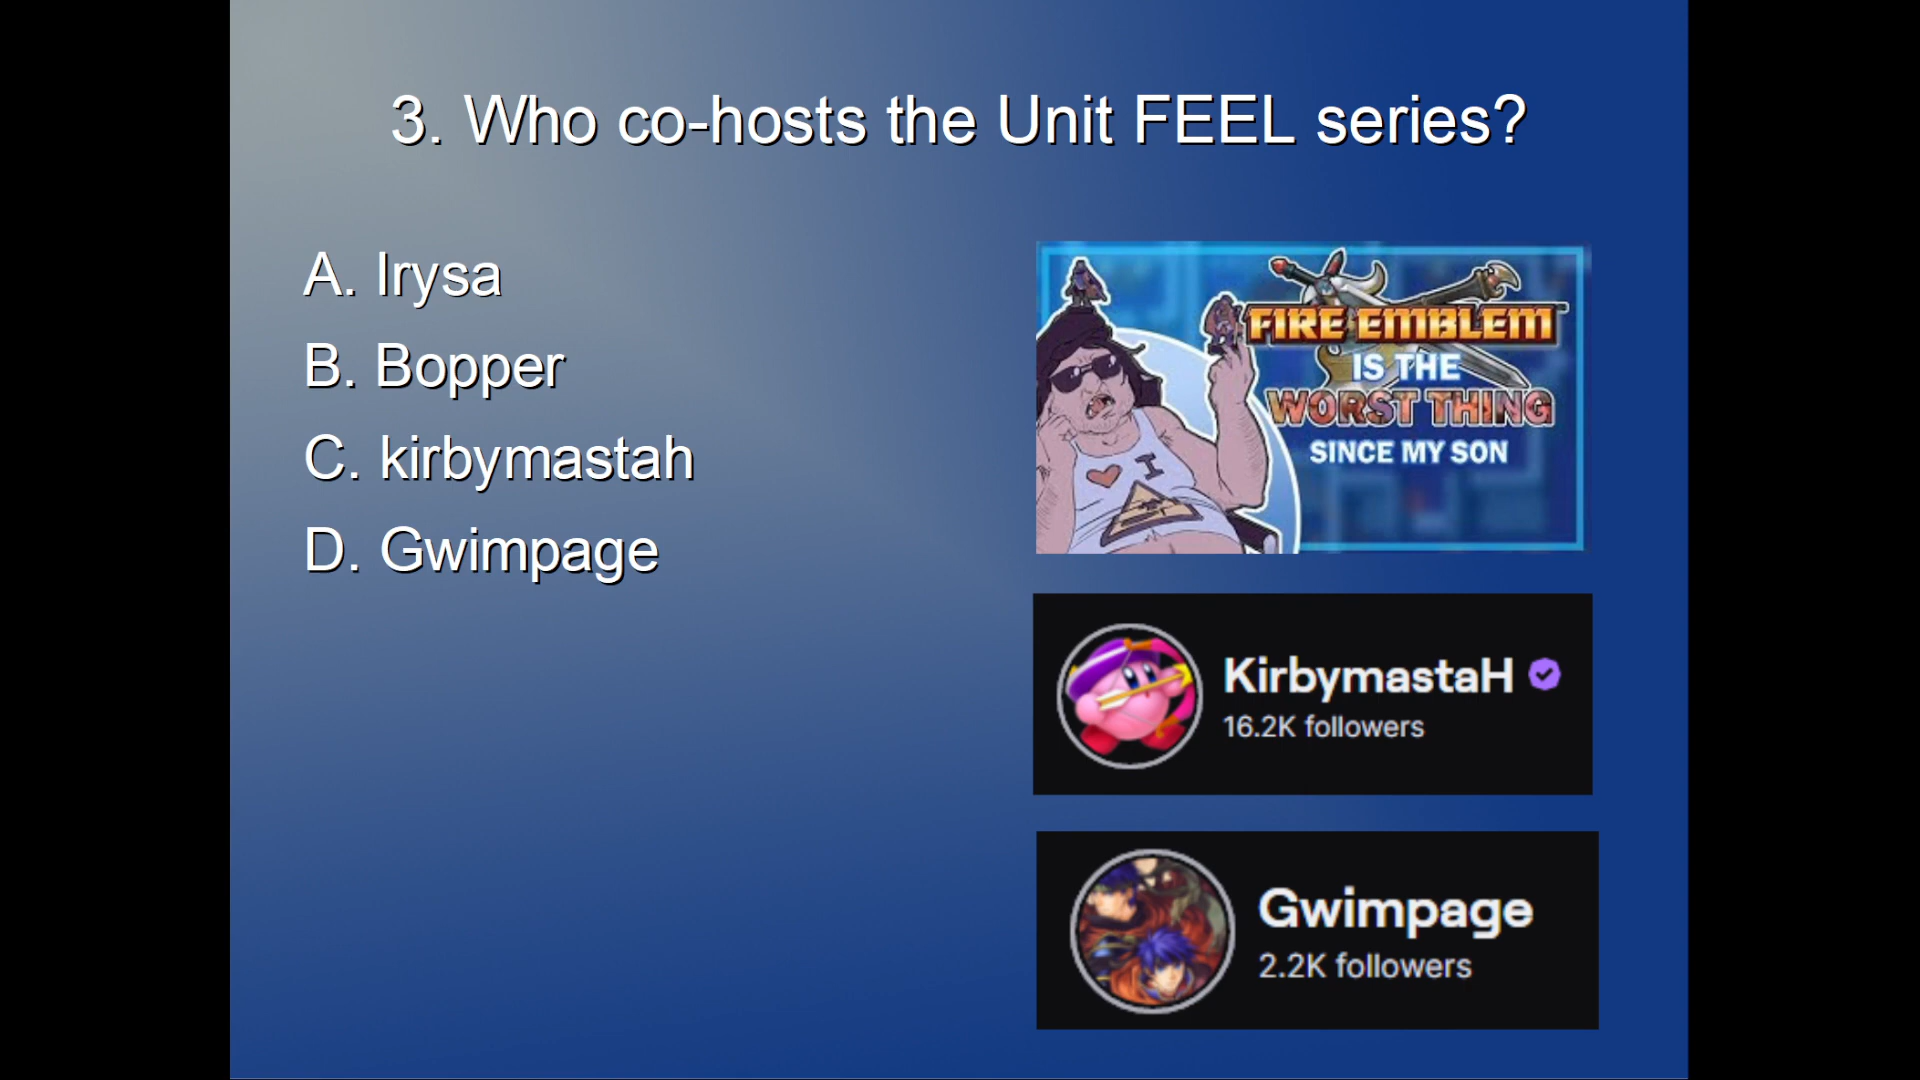 3. Who co-hosts the Unit FEEL series?
A. Irysa
B. Bopper
C. kirbymastah
D. Gwimpage
FIRE EMBLEM
IS THE
WORST THING
SINCE MY SON
I
KirbymastaH
16.2K followers
Gwimpage
2.2K followers